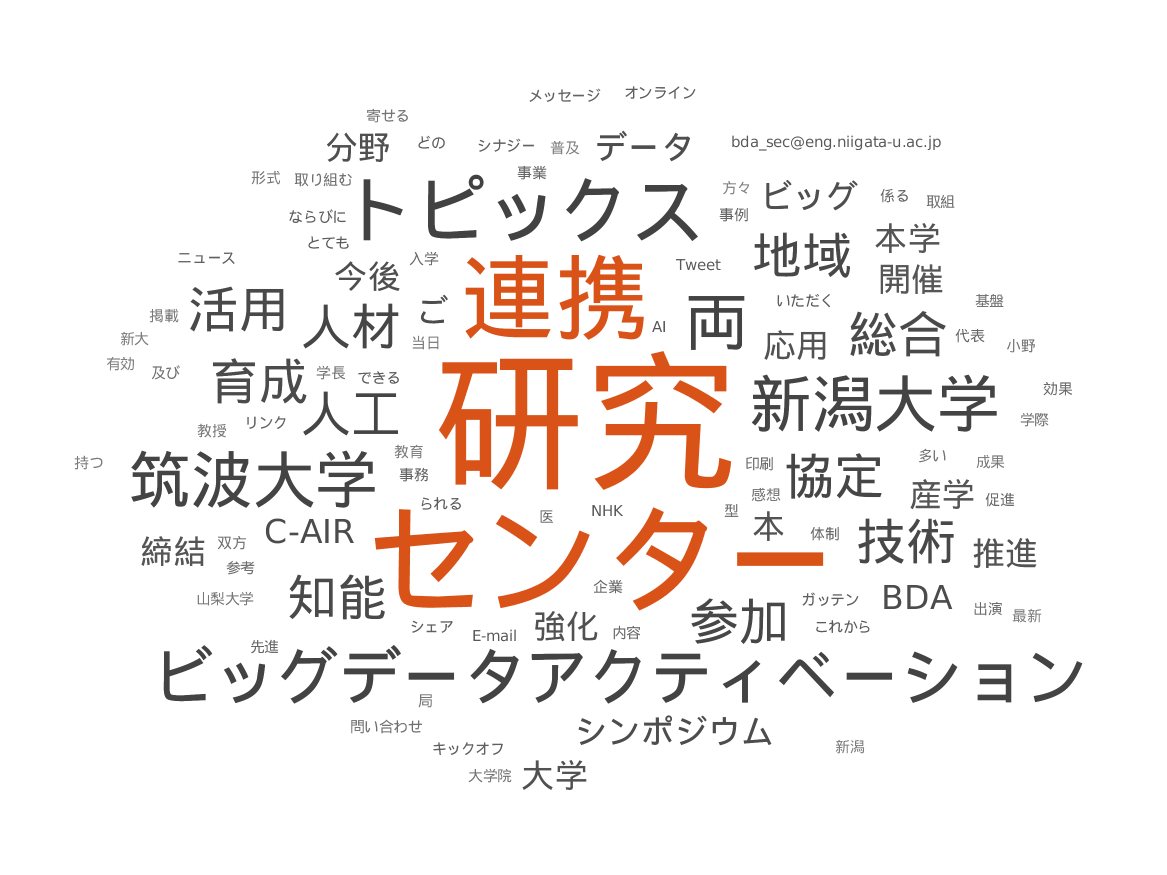 メッセージ
オンライン
寄せる
分野
どの
シナジー
普及
データ
bda_sec@eng.niigata-u.ac.jp
形式
取り組む
事業
トピックス
方々
ビッグ
係る
取組
ならびに
事例
とても
地域
本学
ニュース
今後
入学
連携
Tweet
開催
掲載
活用
人材
ご
AI
両
いただく
基盤
新大
当日
応用
総合
代表
小野
有効
及び
育成
学長
できる
研究
新潟大学
効果
教授
リンク
人工
学際
持つ
筑波大学
教育
事務
印刷
協定
多い
成果
感想
産学
促進
られる
医
NHK
型
本
体制
技術
推進
締結
双方
C-AIR
センター
参考
山梨大学
知能
企業
参加
ガッテン
BDA
出演
最新
シェア
E-mail
強化
内容
これから
先進
ビッグデータアクティベーション
局
問い合わせ
シンポジウム
キックオフ
新潟
大学院
大学